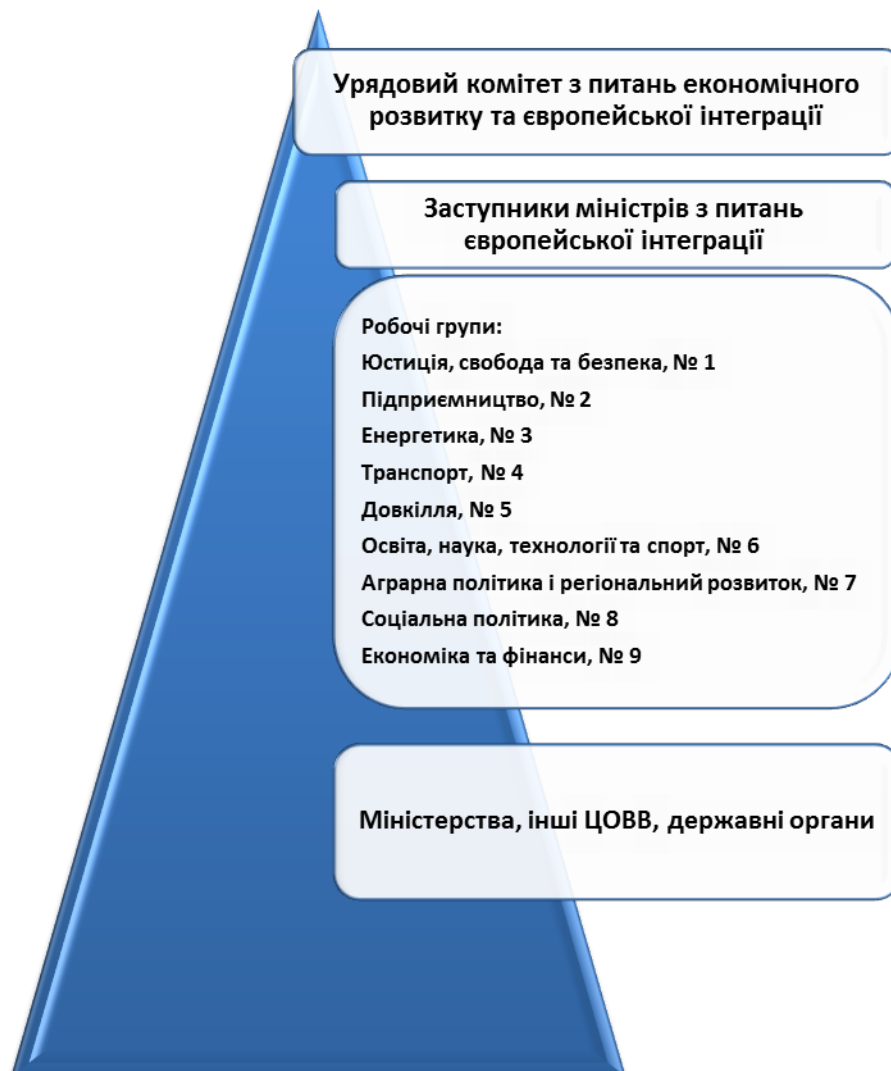 Урядовий комітет з питань економічного
розвитку та європейської інтеграції
Заступники міністрів з питань
європейської інтеграції
Робочі групи:
Юстиція, свобода та безпека, № 1
Підприємництво, № 2
Енергетика, № 3
Транспорт, № 4
Довкілля, № 5
Освіта, наука, технології та спорт, № 6
Аграрна політика і регіональний розвиток, № 7
Соціальна політика, № 8
Економіка та фінанси, № 9
Міністерства, інші ЦОВВ, державні органи